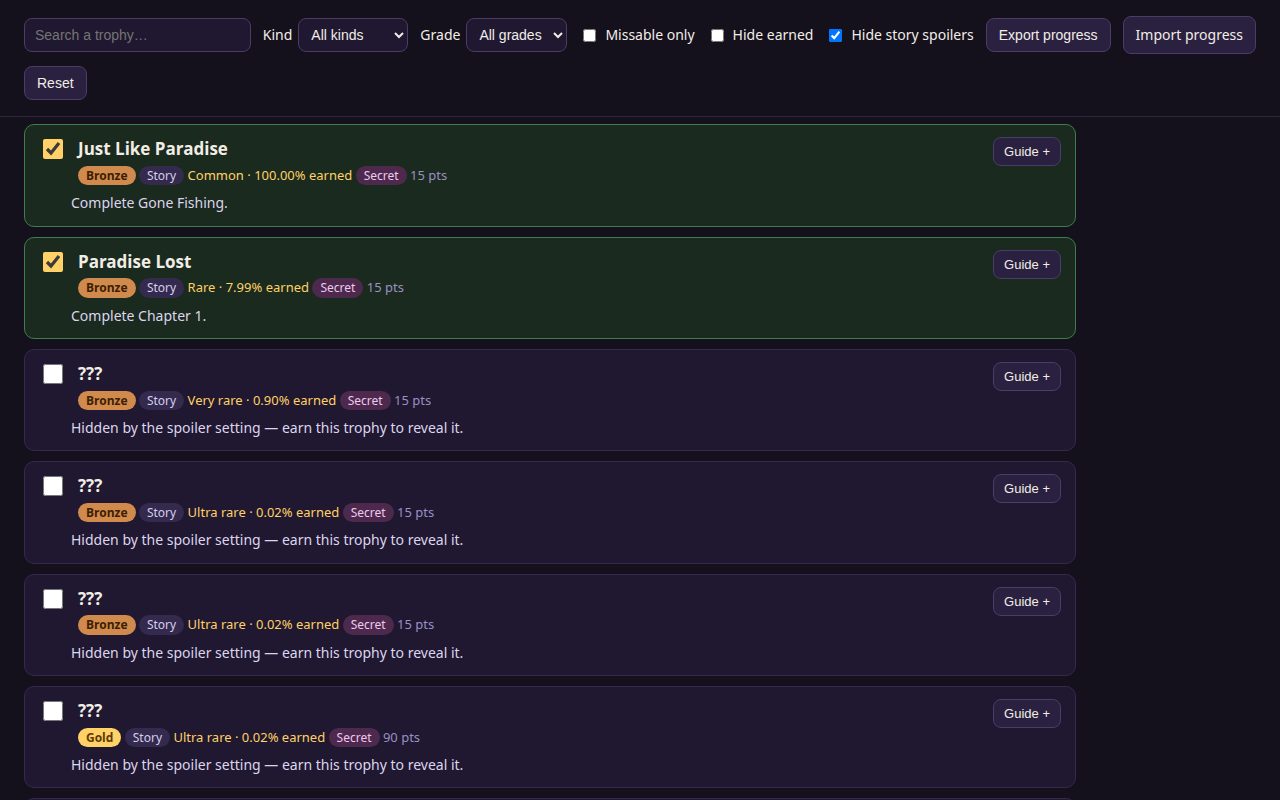 Search a trophy…
Kind All kinds Grade All grades Missable only Hide earned Hide story spoilers Export progress Import progress
Reset
Just Like Paradise
Guide +
Bronze Story Common · 100.00% earned Secret 15 pts
Complete Gone Fishing.
Paradise Lost
Guide +
Bronze Story Rare · 7.99% earned Secret 15 pts
Complete Chapter 1.
???
Guide +
Bronze Story Very rare · 0.90% earned Secret 15 pts
Hidden by the spoiler setting — earn this trophy to reveal it.
???
Guide +
Bronze Story Ultra rare · 0.02% earned Secret 15 pts
Hidden by the spoiler setting — earn this trophy to reveal it.
???
Guide +
Bronze Story Ultra rare · 0.02% earned Secret 15 pts
Hidden by the spoiler setting — earn this trophy to reveal it.
???
Guide +
Gold Story Ultra rare · 0.02% earned Secret 90 pts
Hidden by the spoiler setting — earn this trophy to reveal it.